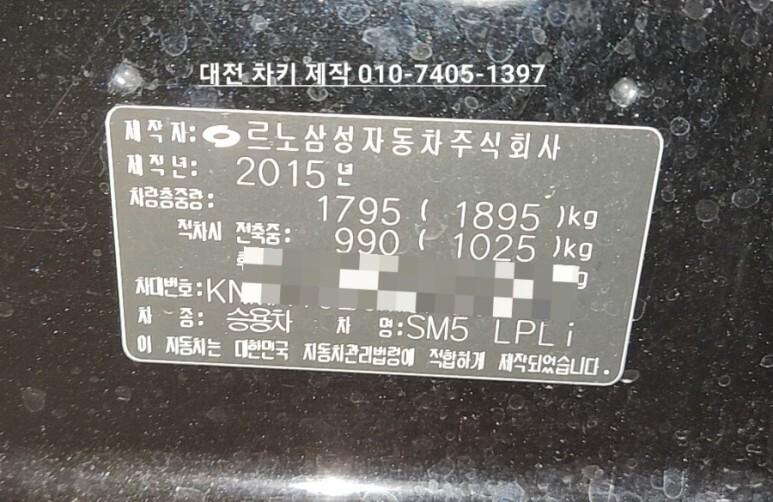 대전 차키 제작 010-7405-1397
제작자: 르노삼성자동차주식회사
제작년: 2015년
차량총중량: 1795 ( 1895 )kg
적차시 전축중: 990 ( 1025 )kg
g
차대번호: KN
차 종: 승용차 차 명: SM5 LPLi
이 자동차는 대한민국 자동차관리법령에 적합하게 제작되었습니다.